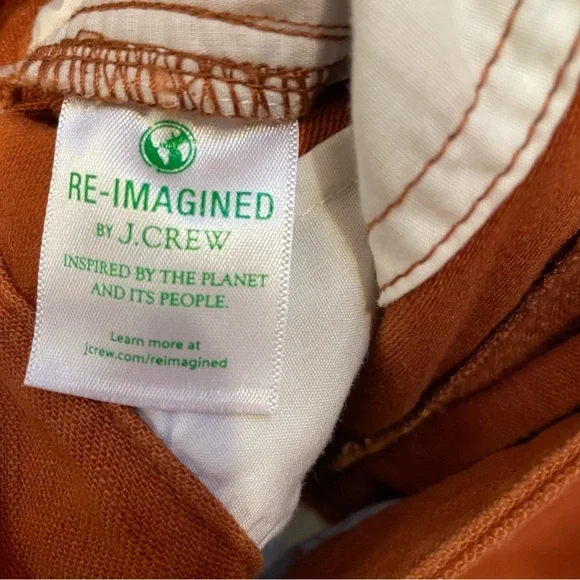 RE-IMAGINED
BY J.CREW
INSPIRED BY THE PLANET
AND ITS PEOPLE.
Learn more at
jcrew.com/reimagined